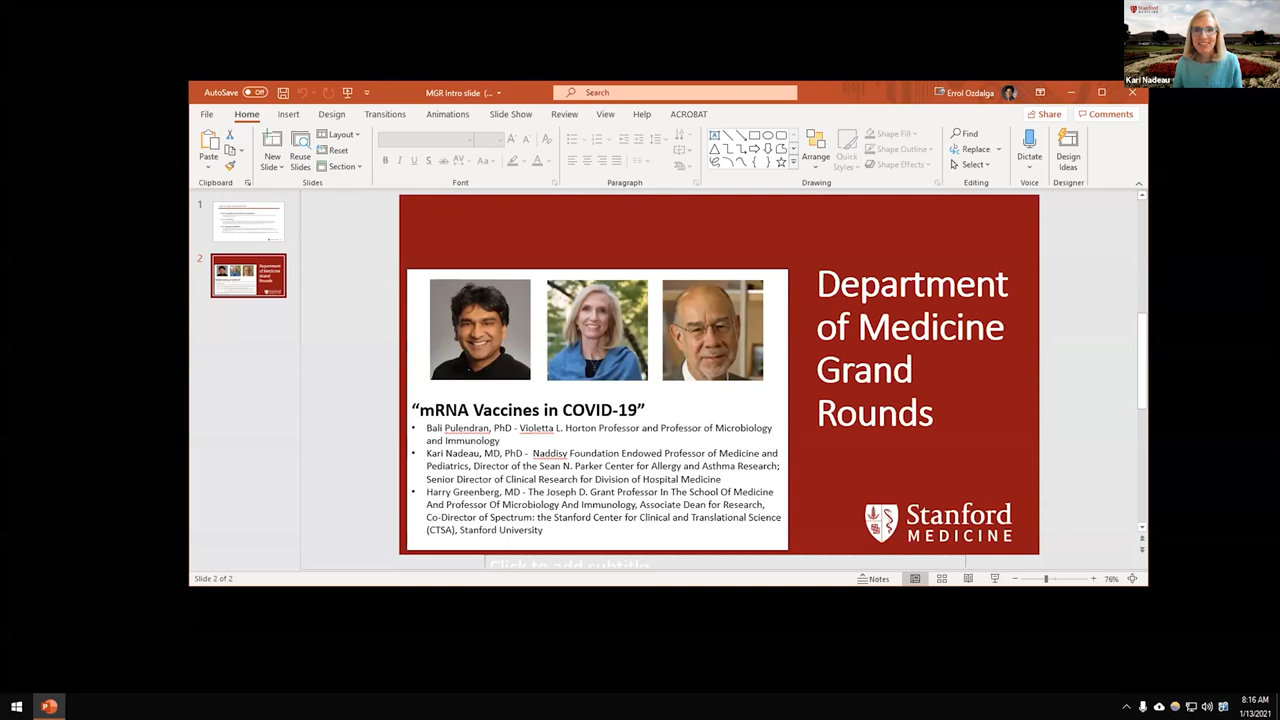 Stanford
MEDICINE
Kari Nadeau
AutoSave Off
MGR Intro slide (...
Search
Errol Ozdalga
File Home Insert Design Transitions Animations Slide Show Review View Help ACROBAT
Share Comments
Paste
New
Slide
Reuse
Slides
Layout
Reset
Section
Arrange
Quick
Styles
Shape Fill
Shape Outline
Shape Effects
Find
Replace
Select
Dictate
Design
Ideas
Clipboard Slides Font Paragraph Drawing Editing Voice Designer
1
2
Department
of Medicine
Grand
Rounds
“mRNA Vaccines in COVID-19”
• Bali Pulendran, PhD - Violetta L. Horton Professor and Professor of Microbiology
and Immunology
• Kari Nadeau, MD, PhD - Naddisy Foundation Endowed Professor of Medicine and
Pediatrics, Director of the Sean N. Parker Center for Allergy and Asthma Research;
Senior Director of Clinical Research for Division of Hospital Medicine
• Harry Greenberg, MD - The Joseph D. Grant Professor In The School Of Medicine
And Professor Of Microbiology And Immunology, Associate Dean for Research,
Co-Director of Spectrum: the Stanford Center for Clinical and Translational Science
(CTSA), Stanford University
Stanford
MEDICINE
Click to add subtitle
Slide 2 of 2
Notes
76%
8:16 AM
1/13/2021